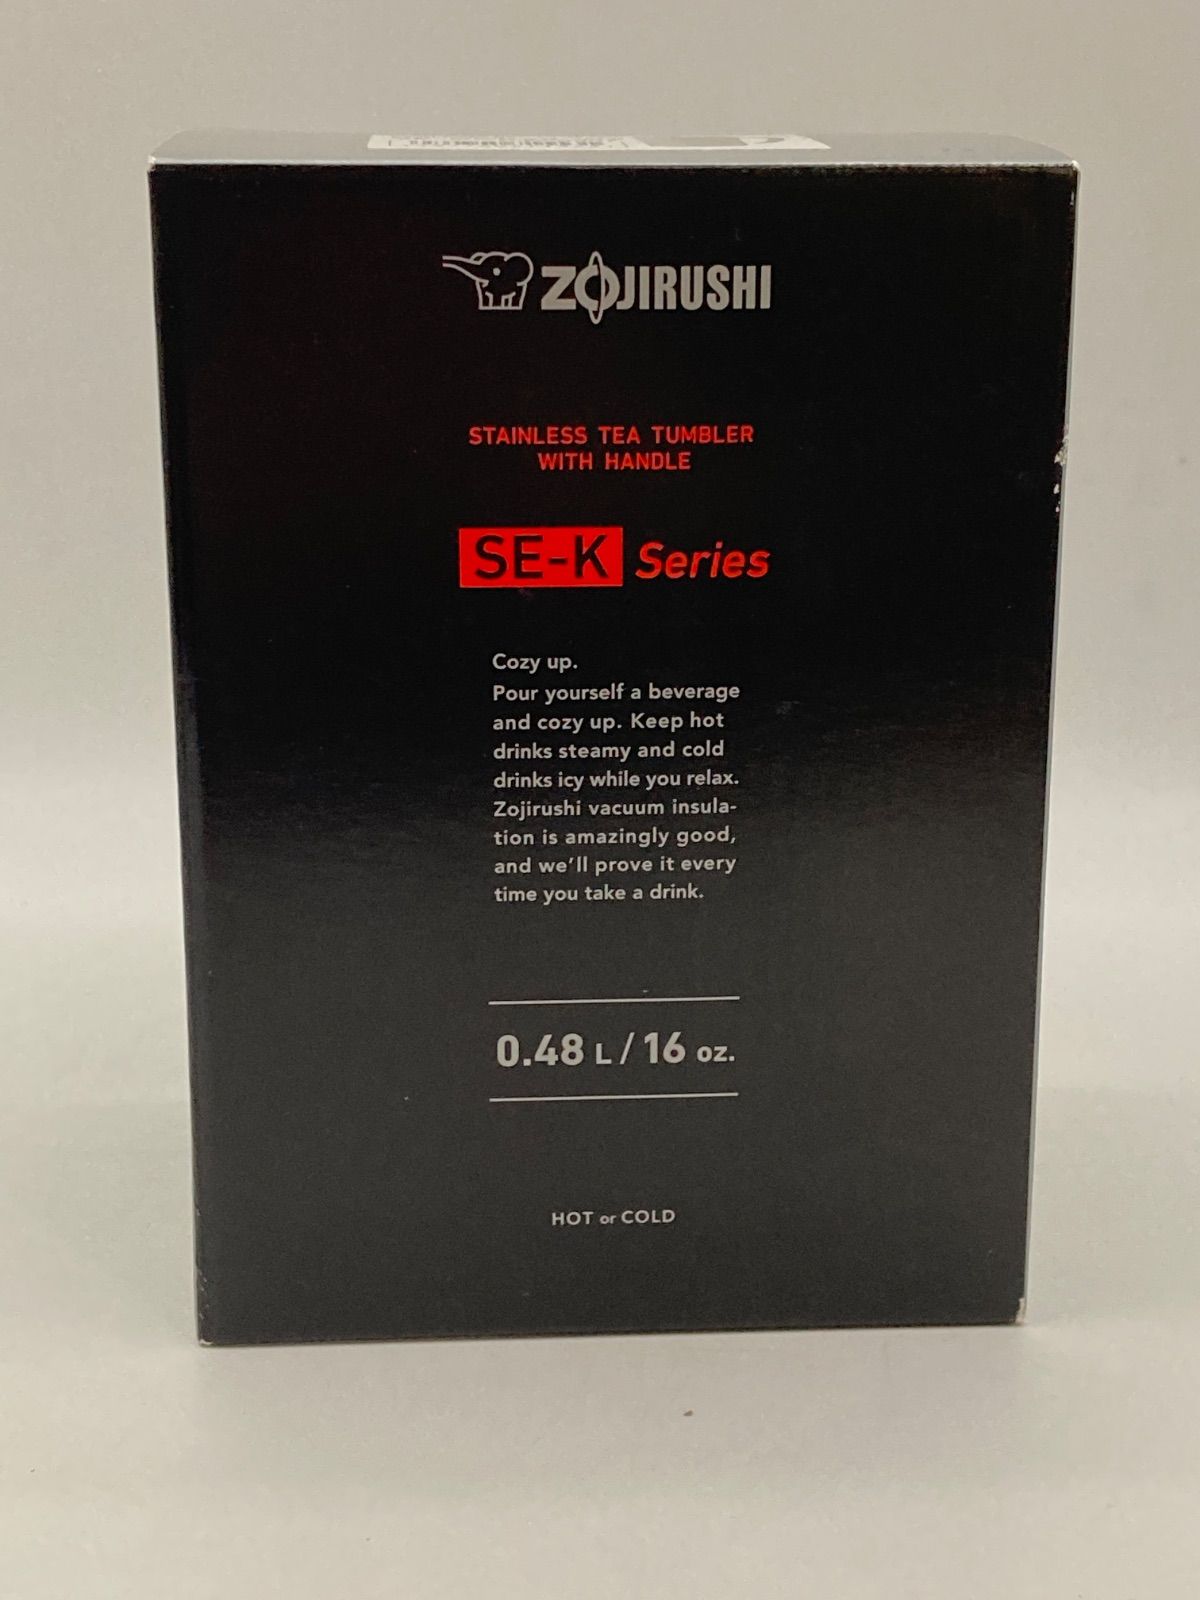 ZOJIRUSHI
STAINLESS TEA TUMBLER
WITH HANDLE
SE-K Series
Cozy up.
Pour yourself a beverage
and cozy up. Keep hot
drinks steamy and cold
drinks icy while you relax.
Zojirushi vacuum insula-
tion is amazingly good,
and we'll prove it every
time you take a drink.
0.48 L / 16 oz.
HOT or COLD